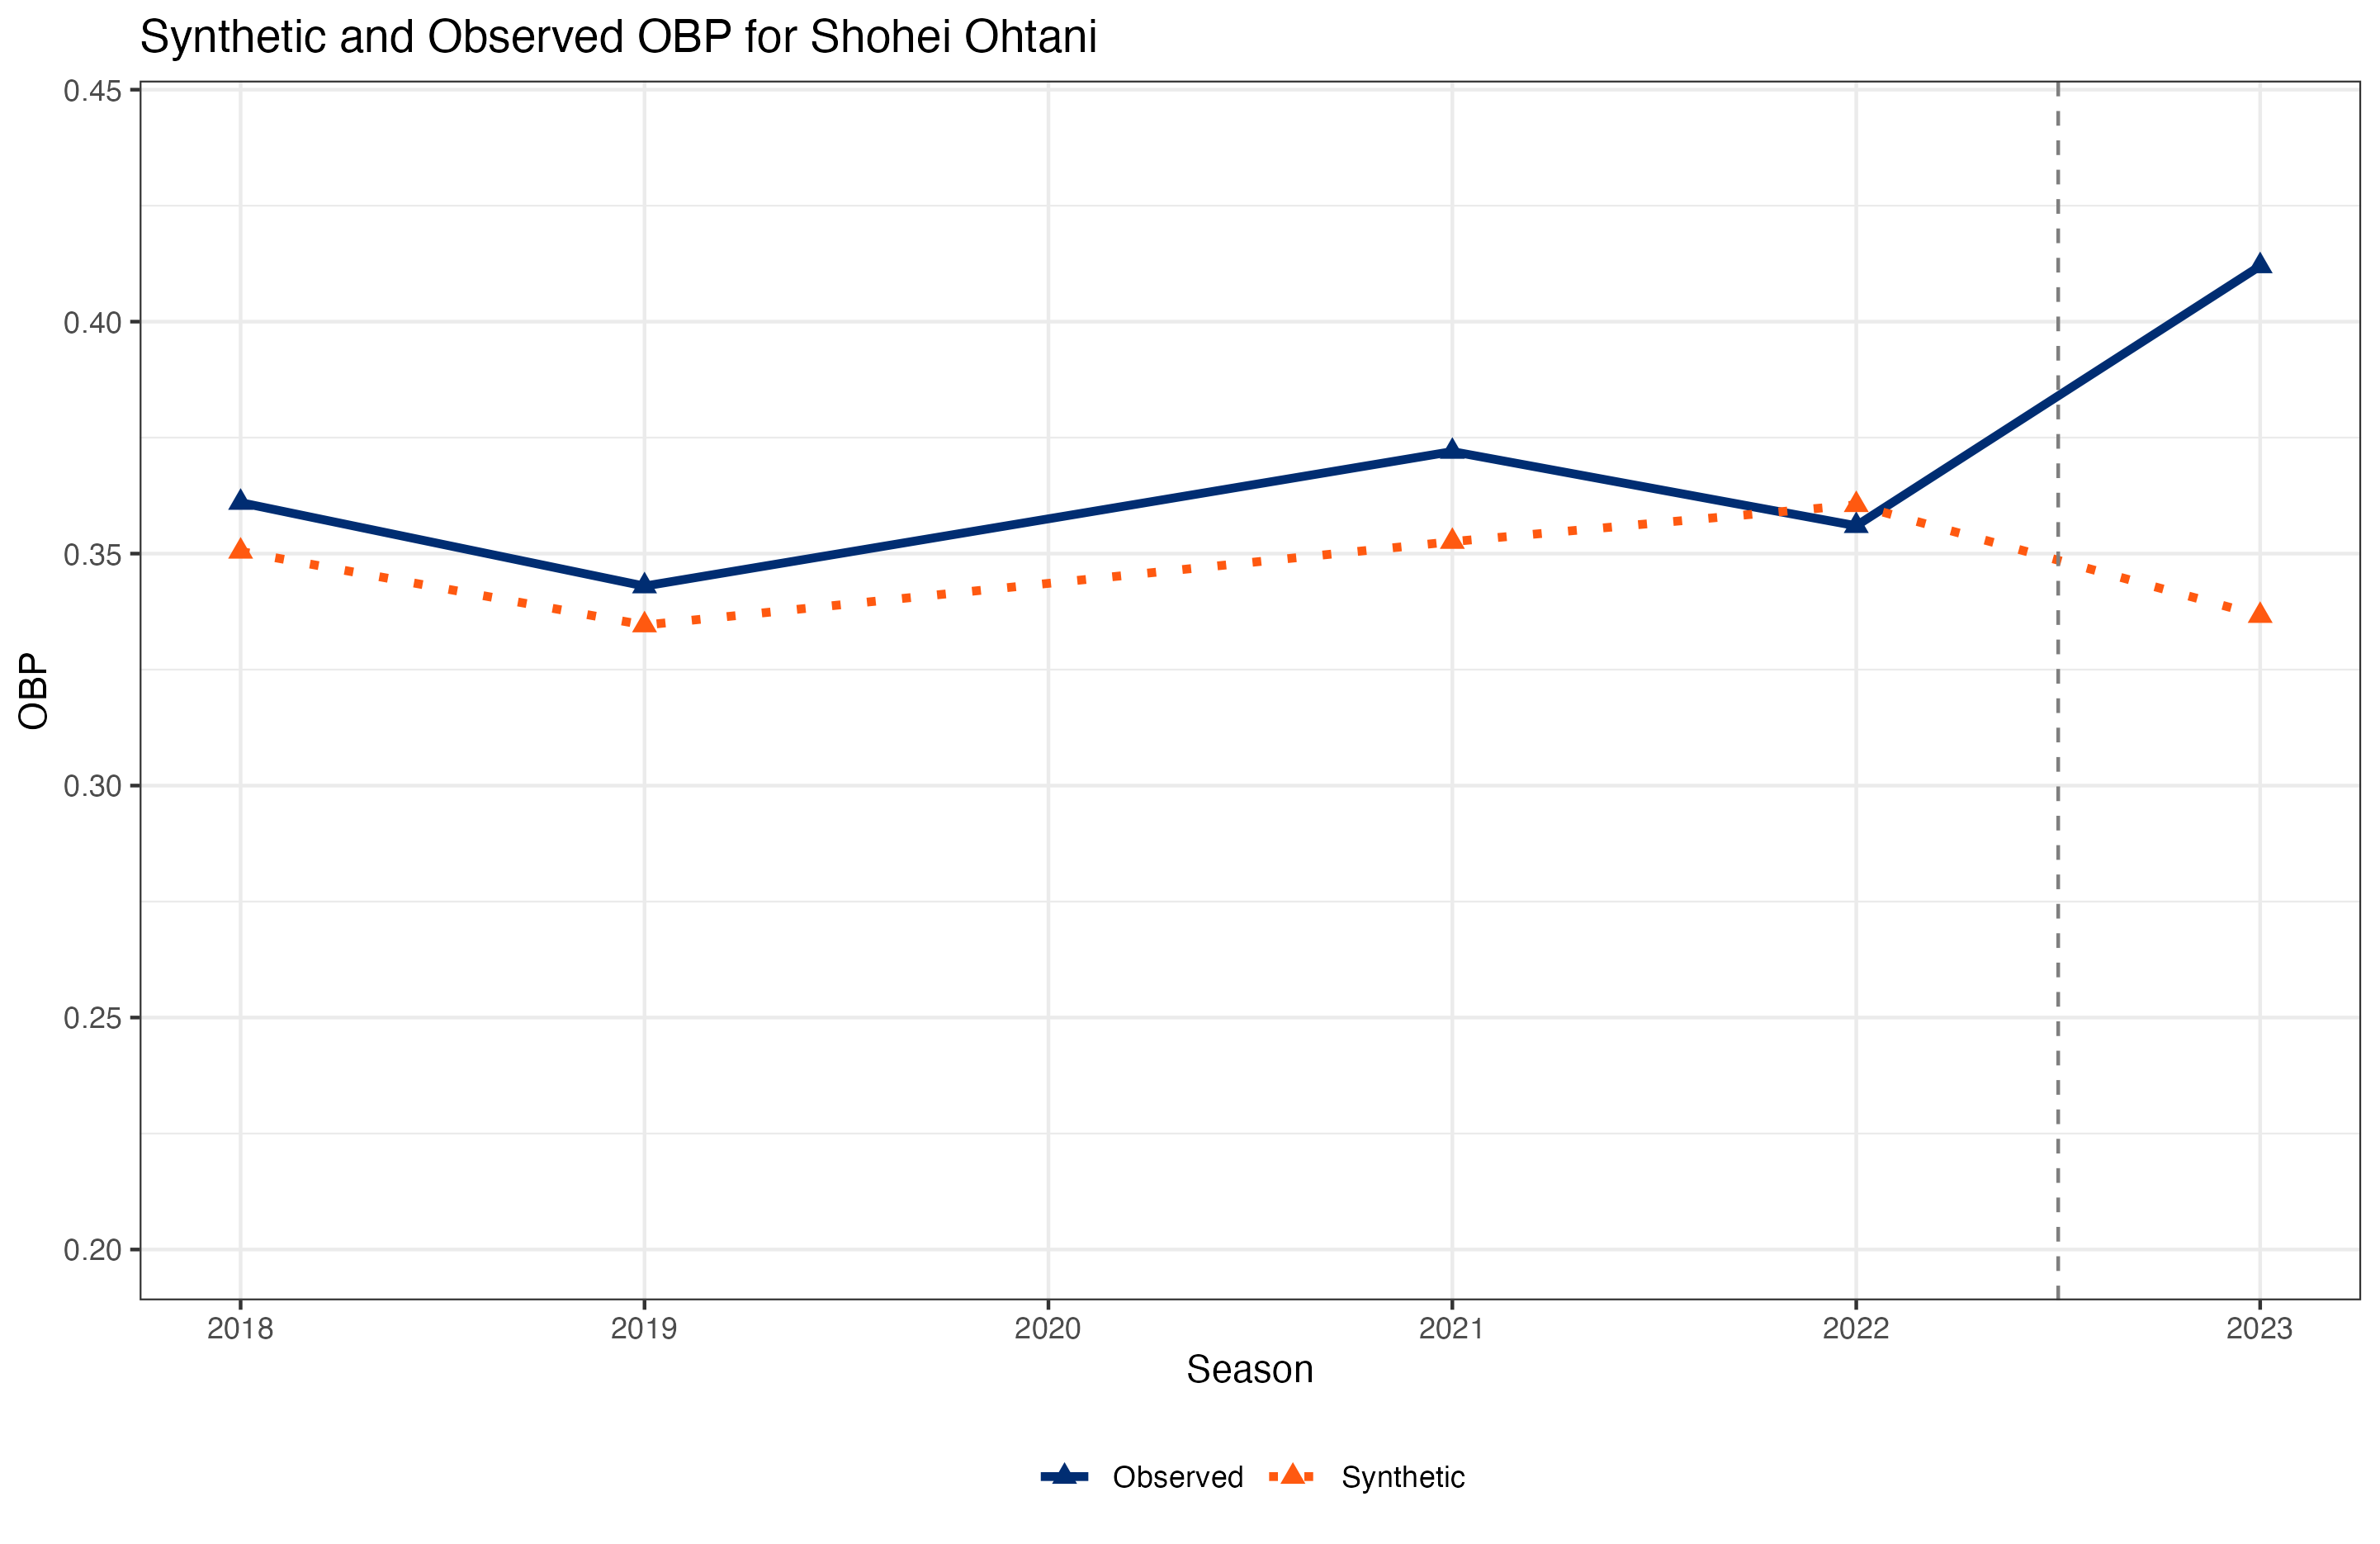 Synthetic and Observed OBP for Shohei Ohtani
0.45
0.40
0.35
0.30
0.25
0.20
OBP
2018 2019 2020 2021 2022 2023
Season
Observed Synthetic